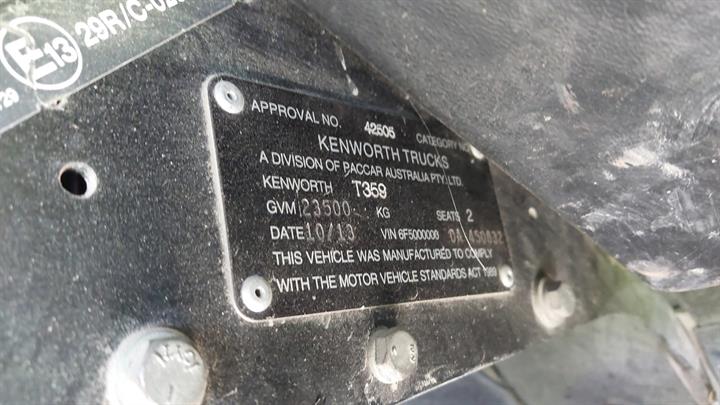 E13
29R/C-02
APPROVAL NO. 42505 CATEGORY
KENWORTH TRUCKS
A DIVISION OF PACCAR AUSTRALIA PTY. LTD.
KENWORTH T359
GVM 23500 KG SEATS 2
DATE 10/13 VIN 6F5000000 0A 450832
THIS VEHICLE WAS MANUFACTURED TO COMPLY
WITH THE MOTOR VEHICLE STANDARDS ACT 1989